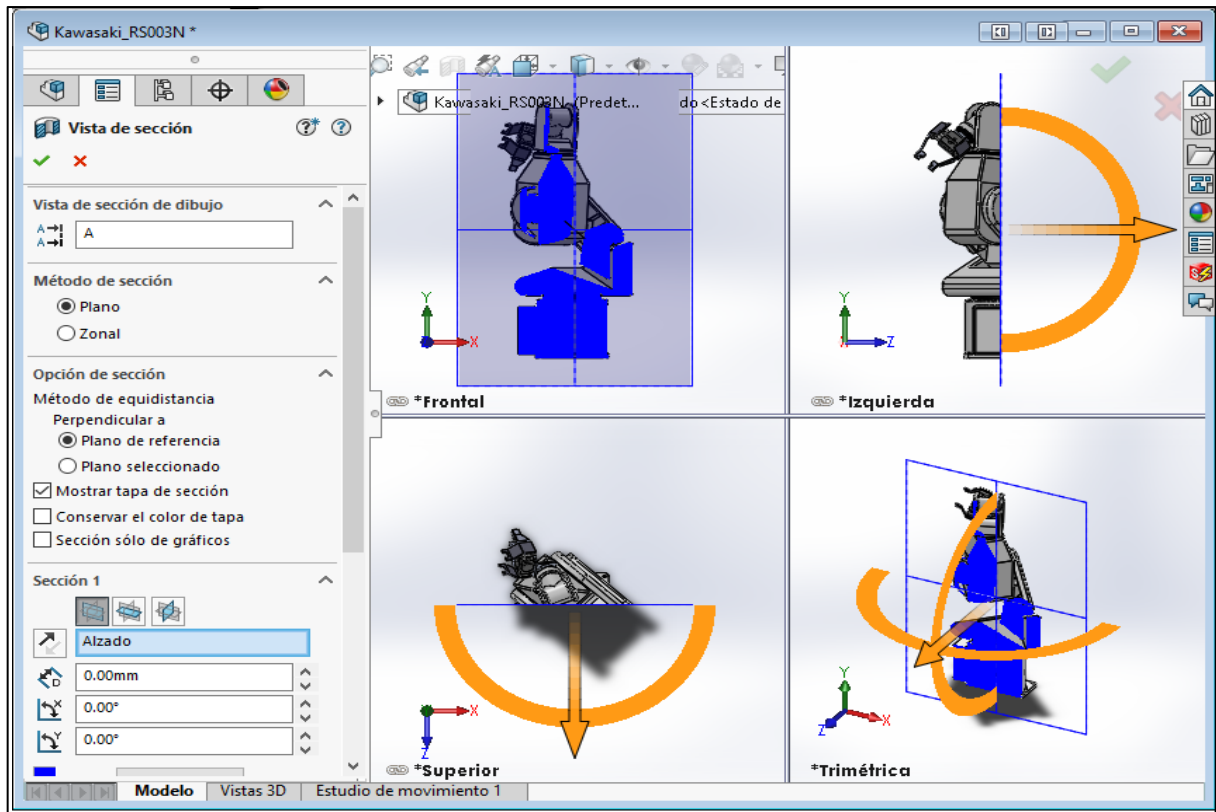 Kawasaki_RS003N *
Vista de sección
Vista de sección de dibujo
A
Método de sección
Plano
Zonal
Opción de sección
Método de equidistancia
Perpendicular a
Plano de referencia
Plano seleccionado
Mostrar tapa de sección
Conservar el color de tapa
Sección sólo de gráficos
Sección 1
Alzado
0.00mm
0.00°
0.00°
Kawasaki_RS003N (Predet... do <Estado de
Y
X
*Frontal
Y
X
Z
*Izquierda
X
Z
*Superior
Y
X
Z
*Trimétrica
Modelo
Vistas 3D
Estudio de movimiento 1